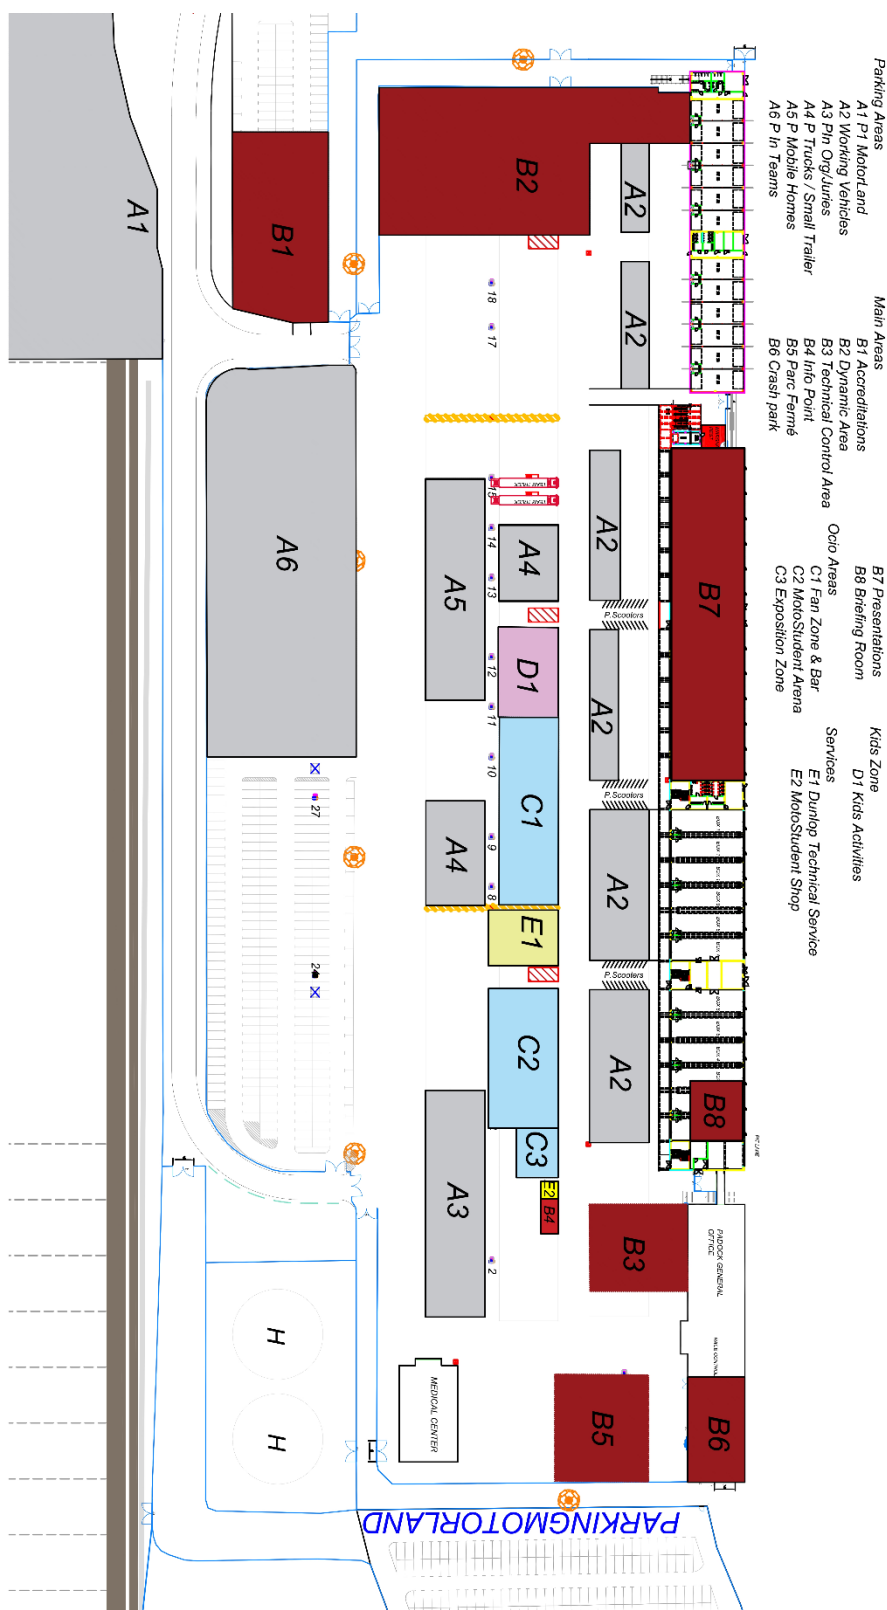 Parking Areas
A1 P1 MotorLand
A2 Working Vehicles
A3 PIn Org/Juries
A4 P Trucks / Small Trailer
A5 P Mobile Homes
A6 P In Teams
Main Areas
B1 Accreditations
B2 Dynamic Area
B3 Technical Control Area
B4 Info Point
B5 Parc Fermé
B6 Crash park
B7 Presentations
B8 Briefing Room
Ocio Areas
C1 Fan Zone & Bar
C2 MotoStudent Arena
C3 Exposition Zone
Kids Zone
D1 Kids Activities
Services
E1 Dunlop Technical Service
E2 MotoStudent Shop
B7
B8
PADOCK GENERAL
OFFICE
B6
A2
A2
A2
P.Scooters
A2
P.Scooters
A2
P.Scooters
A2
B3
B5
B2
A4
D1
C1
E1
C2
C3
E2
B4
18
17
15
14
13
12
11
10
9
8
2
A5
A4
A3
MEDICAL CENTER
B1
A6
27
24
H
H
A1
PARKINGMOTORLAND